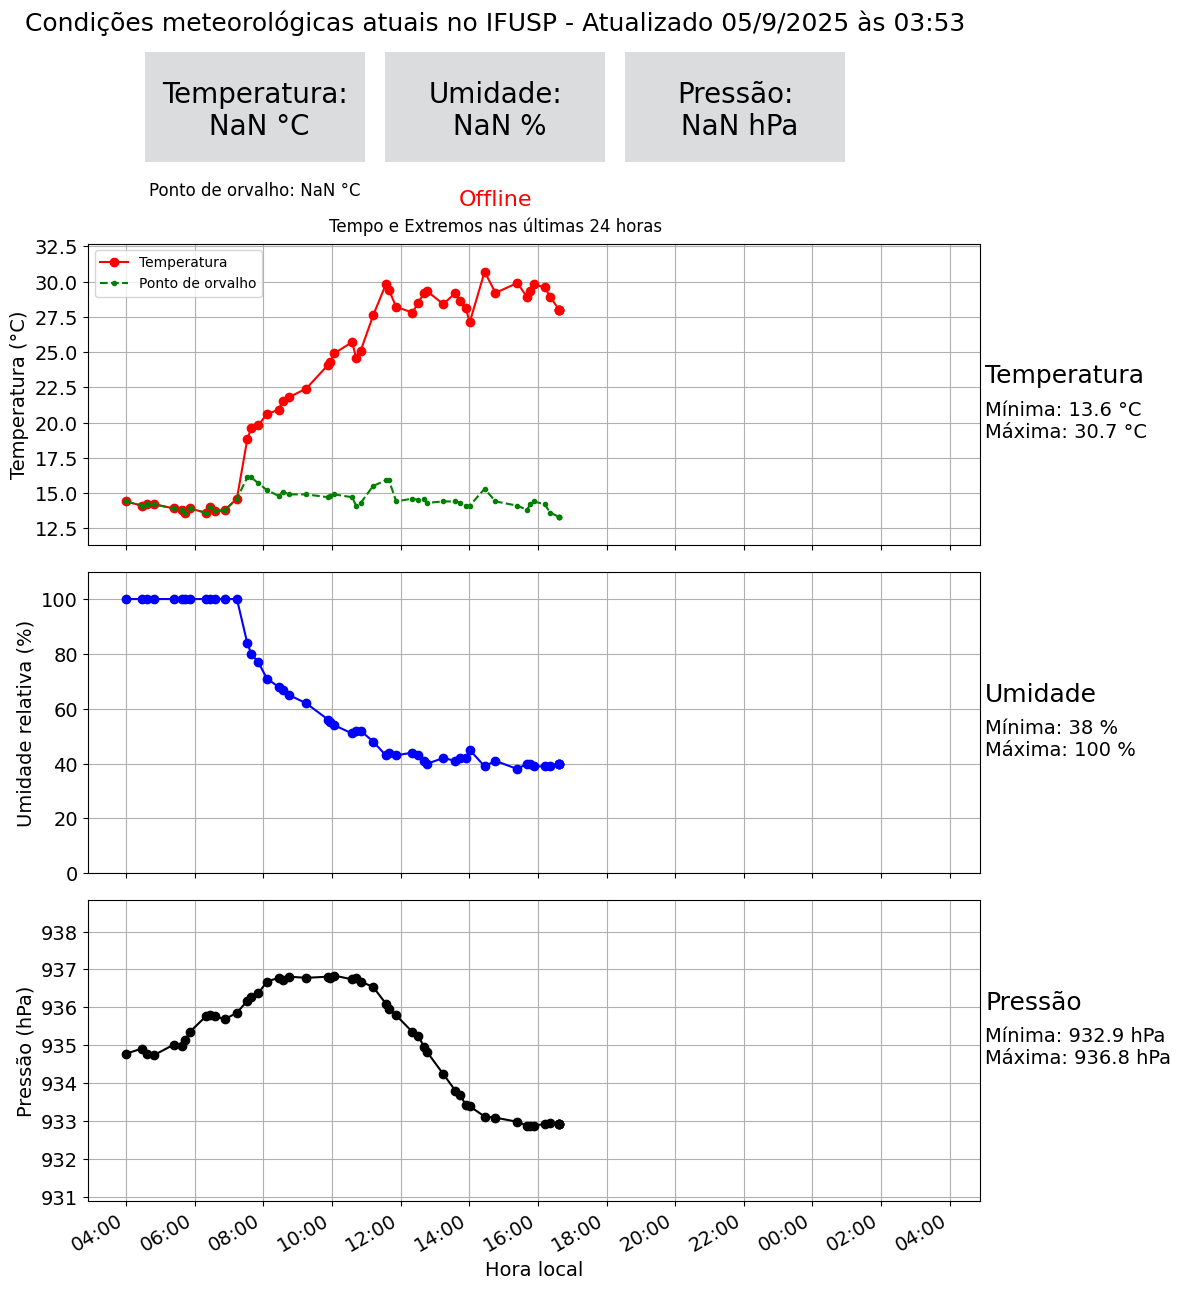 Condições meteorológicas atuais no IFUSP - Atualizado 05/9/2025 às 03:53
Temperatura:
NaN °C
Umidade:
NaN %
Pressão:
NaN hPa
Ponto de orvalho: NaN °C
Offline
Tempo e Extremos nas últimas 24 horas
Temperatura
Ponto de orvalho
Temperatura (°C)
32.5
30.0
27.5
25.0
22.5
20.0
17.5
15.0
12.5
Temperatura
Mínima: 13.6 °C
Máxima: 30.7 °C
Umidade relativa (%)
100
80
60
40
20
0
Umidade
Mínima: 38 %
Máxima: 100 %
Pressão (hPa)
938
937
936
935
934
933
932
931
Pressão
Mínima: 932.9 hPa
Máxima: 936.8 hPa
04:00 06:00 08:00 10:00 12:00 14:00 16:00 18:00 20:00 22:00 00:00 02:00 04:00
Hora local